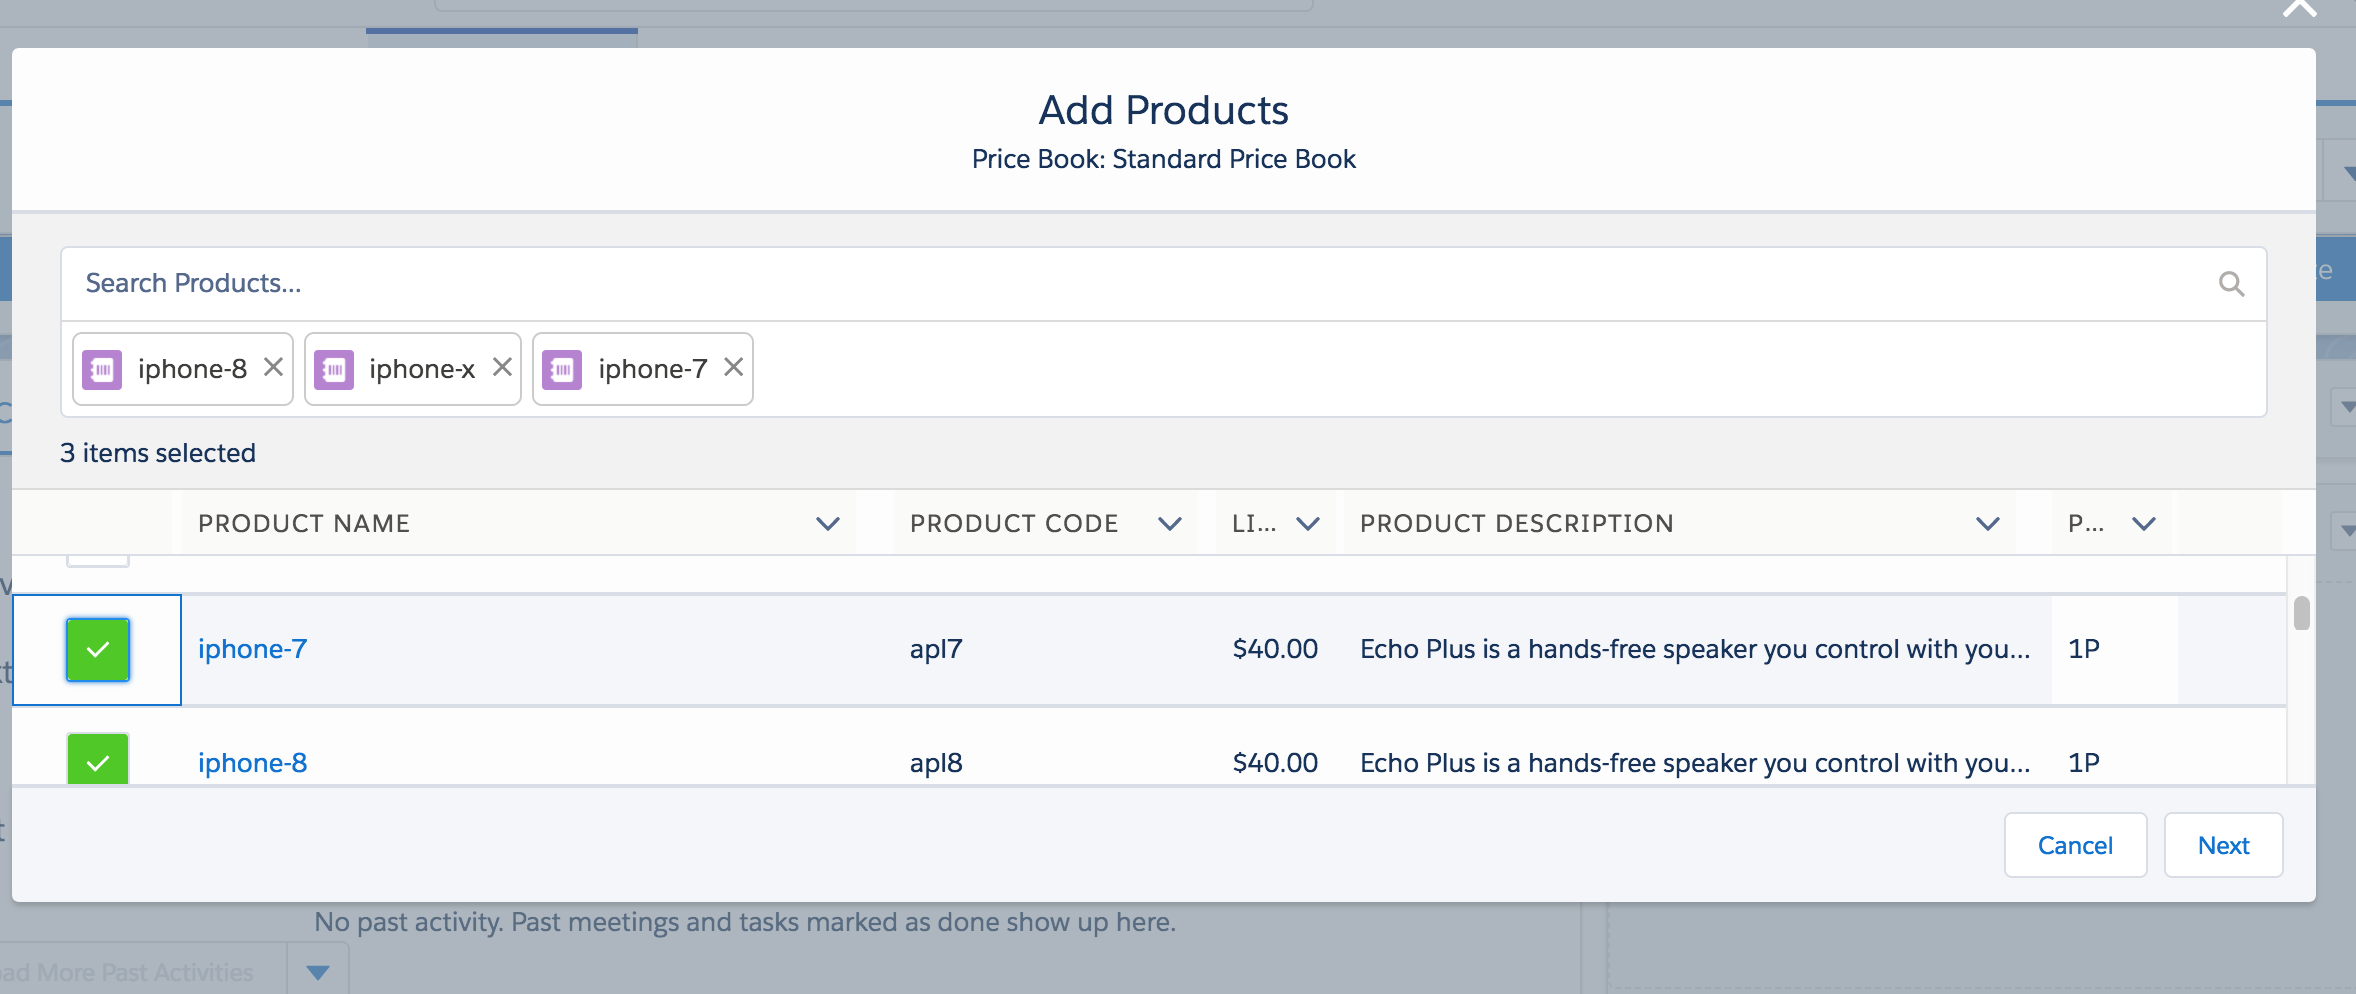 Add Products
Price Book: Standard Price Book
Search Products...
iphone-8 iphone-x iphone-7
3 items selected
PRODUCT NAME PRODUCT CODE LI... PRODUCT DESCRIPTION P...
iphone-7 apl7 $40.00 Echo Plus is a hands-free speaker you control with you... 1P
iphone-8 apl8 $40.00 Echo Plus is a hands-free speaker you control with you... 1P
Cancel Next
No past activity. Past meetings and tasks marked as done show up here.
More Past Activities